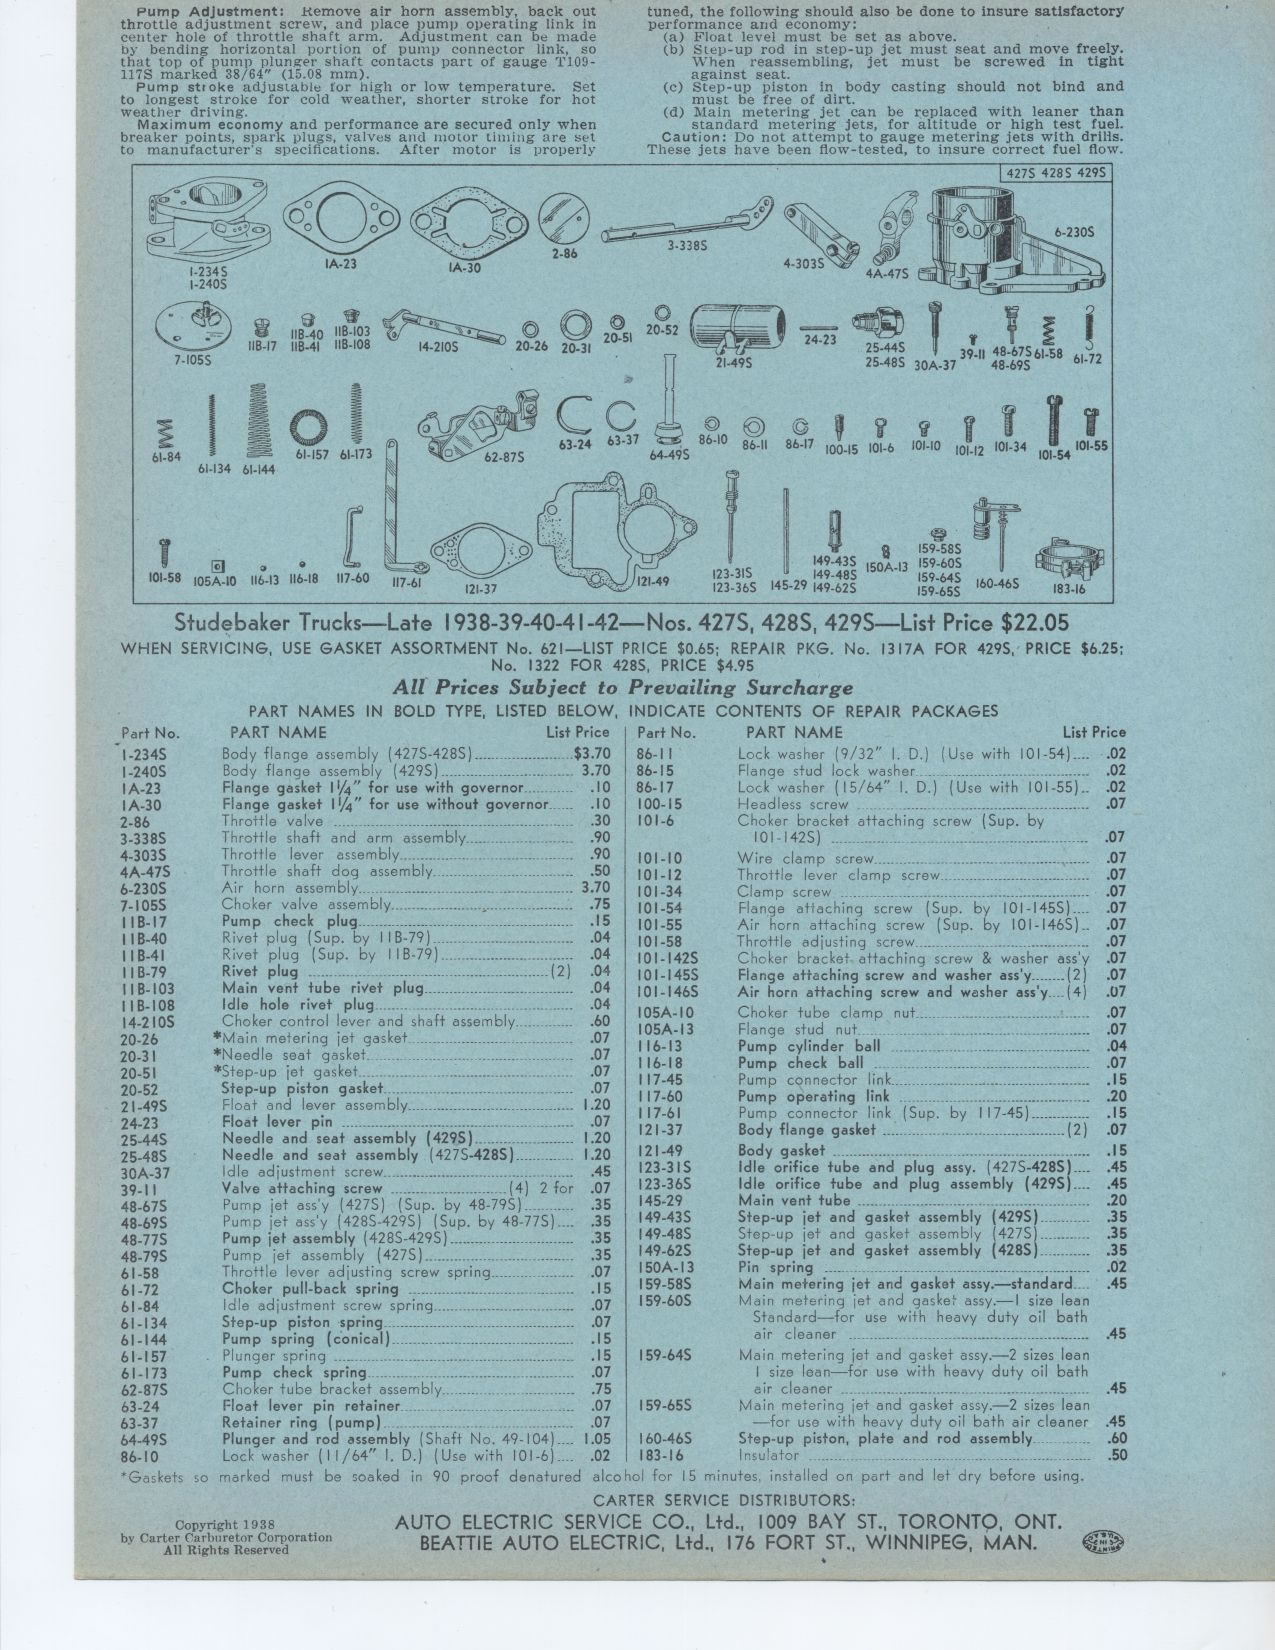 Pump Adjustment: Remove air horn assembly, back out
throttle adjustment screw, and place pump operating link in
center hole of throttle shaft arm. Adjustment can be made
by bending horizontal portion of pump connector link, so
that top of pump plunger shaft contacts part of gauge T109-
117S marked 38/64" (15.08 mm).
Pump stroke adjustable for high or low temperature. Set
to longest stroke for cold weather, shorter stroke for hot
weather driving.
Maximum economy and performance are secured only when
breaker points, spark plugs, valves and motor timing are set
to manufacturer's specifications. After motor is properly
tuned, the following should also be done to insure satisfactory
performance and economy:
(a) Float level must be set as above.
(b) Step-up rod in step-up jet must seat and move freely.
When reassembling, jet must be screwed in tight
against seat.
(c) Step-up piston in body casting should not bind and
must be free of dirt.
(d) Main metering jet can be replaced with leaner than
standard metering jets, for altitude or high test fuel.
Caution: Do not attempt to gauge metering jets with drills.
These jets have been flow-tested, to insure correct fuel flow.
427S 428S 429S
1-234S
1-240S
1A-23
1A-30
2-86
3-338S
4-303S
4A-47S
6-230S
7-105S
11B-17
11B-40
11B-41
11B-103
11B-108
14-210S
20-26
20-31
20-51
20-52
21-49S
24-23
25-44S
25-48S
30A-37
39-11
48-67S
48-69S
61-58
61-72
61-84
61-134
61-144
61-157
61-173
62-87S
63-24
63-37
64-49S
86-10
86-11
86-17
100-15
101-6
101-10
101-12
101-34
101-54
101-55
101-58
105A-10
116-13
116-18
117-60
117-61
121-37
121-49
123-31S
123-36S
145-29
149-43S
149-48S
149-62S
150A-13
159-58S
159-60S
159-64S
159-65S
160-46S
183-16
Studebaker Trucks—Late 1938-39-40-41-42—Nos. 427S, 428S, 429S—List Price $22.05
WHEN SERVICING, USE GASKET ASSORTMENT No. 621—LIST PRICE $0.65; REPAIR PKG. No. 1317A FOR 429S, PRICE $6.25;
No. 1322 FOR 428S, PRICE $4.95
All Prices Subject to Prevailing Surcharge
PART NAMES IN BOLD TYPE, LISTED BELOW, INDICATE CONTENTS OF REPAIR PACKAGES
Part No. PART NAME List Price
1-234S Body flange assembly (427S-428S) $3.70
1-240S Body flange assembly (429S) 3.70
1A-23 Flange gasket 1¼" for use with governor .10
1A-30 Flange gasket 1¼" for use without governor .10
2-86 Throttle valve .30
3-338S Throttle shaft and arm assembly .90
4-303S Throttle lever assembly .90
4A-47S Throttle shaft dog assembly .50
6-230S Air horn assembly 3.70
7-105S Choker valve assembly .75
11B-17 Pump check plug .15
11B-40 Rivet plug (Sup. by 11B-79) .04
11B-41 Rivet plug (Sup. by 11B-79) .04
11B-79 Rivet plug (2) .04
11B-103 Main vent tube rivet plug .04
11B-108 Idle hole rivet plug .04
14-210S Choker control lever and shaft assembly .60
20-26 *Main metering jet gasket .07
20-31 *Needle seat gasket .07
20-51 *Step-up jet gasket .07
20-52 Step-up piston gasket .07
21-49S Float and lever assembly 1.20
24-23 Float lever pin .07
25-44S Needle and seat assembly (429S) 1.20
25-48S Needle and seat assembly (427S-428S) 1.20
30A-37 Idle adjustment screw .45
39-11 Valve attaching screw (4) 2 for .07
48-67S Pump jet ass'y (427S) (Sup. by 48-79S) .35
48-69S Pump jet ass'y (428S-429S) (Sup. by 48-77S) .35
48-77S Pump jet assembly (428S-429S) .35
48-79S Pump jet assembly (427S) .35
61-58 Throttle lever adjusting screw spring .07
61-72 Choker pull-back spring .15
61-84 Idle adjustment screw spring .07
61-134 Step-up piston spring .07
61-144 Pump spring (conical) .15
61-157 Plunger spring .15
61-173 Pump check spring .07
62-87S Choker tube bracket assembly .75
63-24 Float lever pin retainer .07
63-37 Retainer ring (pump) .07
64-49S Plunger and rod assembly (Shaft No. 49-104) 1.05
86-10 Lock washer (11/64" I. D.) (Use with 101-6) .02
Part No. PART NAME List Price
86-11 Lock washer (9/32" I. D.) (Use with 101-54) .02
86-15 Flange stud lock washer .02
86-17 Lock washer (15/64" I. D.) (Use with 101-55) .02
100-15 Headless screw .07
101-6 Choker bracket attaching screw (Sup. by
101-142S) .07
101-10 Wire clamp screw .07
101-12 Throttle lever clamp screw .07
101-34 Clamp screw .07
101-54 Flange attaching screw (Sup. by 101-145S) .07
101-55 Air horn attaching screw (Sup. by 101-146S) .07
101-58 Throttle adjusting screw .07
101-142S Choker bracket attaching screw & washer ass'y .07
101-145S Flange attaching screw and washer ass'y (2) .07
101-146S Air horn attaching screw and washer ass'y (4) .07
105A-10 Choker tube clamp nut .07
105A-13 Flange stud nut .07
116-13 Pump cylinder ball .04
116-18 Pump check ball .07
117-45 Pump connector link .15
117-60 Pump operating link .20
117-61 Pump connector link (Sup. by 117-45) .15
121-37 Body flange gasket (2) .07
121-49 Body gasket .15
123-31S Idle orifice tube and plug assy. (427S-428S) .45
123-36S Idle orifice tube and plug assembly (429S) .45
145-29 Main vent tube .20
149-43S Step-up jet and gasket assembly (429S) .35
149-48S Step-up jet and gasket assembly (427S) .35
149-62S Step-up jet and gasket assembly (428S) .35
150A-13 Pin spring .02
159-58S Main metering jet and gasket assy.—standard .45
159-60S Main metering jet and gasket assy.—1 size lean
Standard—for use with heavy duty oil bath
air cleaner .45
159-64S Main metering jet and gasket assy.—2 sizes lean
1 size lean—for use with heavy duty oil bath
air cleaner .45
159-65S Main metering jet and gasket assy.—2 sizes lean
—for use with heavy duty oil bath air cleaner .45
160-46S Step-up piston, plate and rod assembly .60
183-16 Insulator .50
*Gaskets so marked must be soaked in 90 proof denatured alcohol for 15 minutes, installed on part and let dry before using.
CARTER SERVICE DISTRIBUTORS:
Copyright 1938
by Carter Carburetor Corporation
All Rights Reserved
AUTO ELECTRIC SERVICE CO., Ltd., 1009 BAY ST., TORONTO, ONT.
BEATTIE AUTO ELECTRIC, Ltd., 176 FORT ST., WINNIPEG, MAN.
PRINTED IN U.S.A.